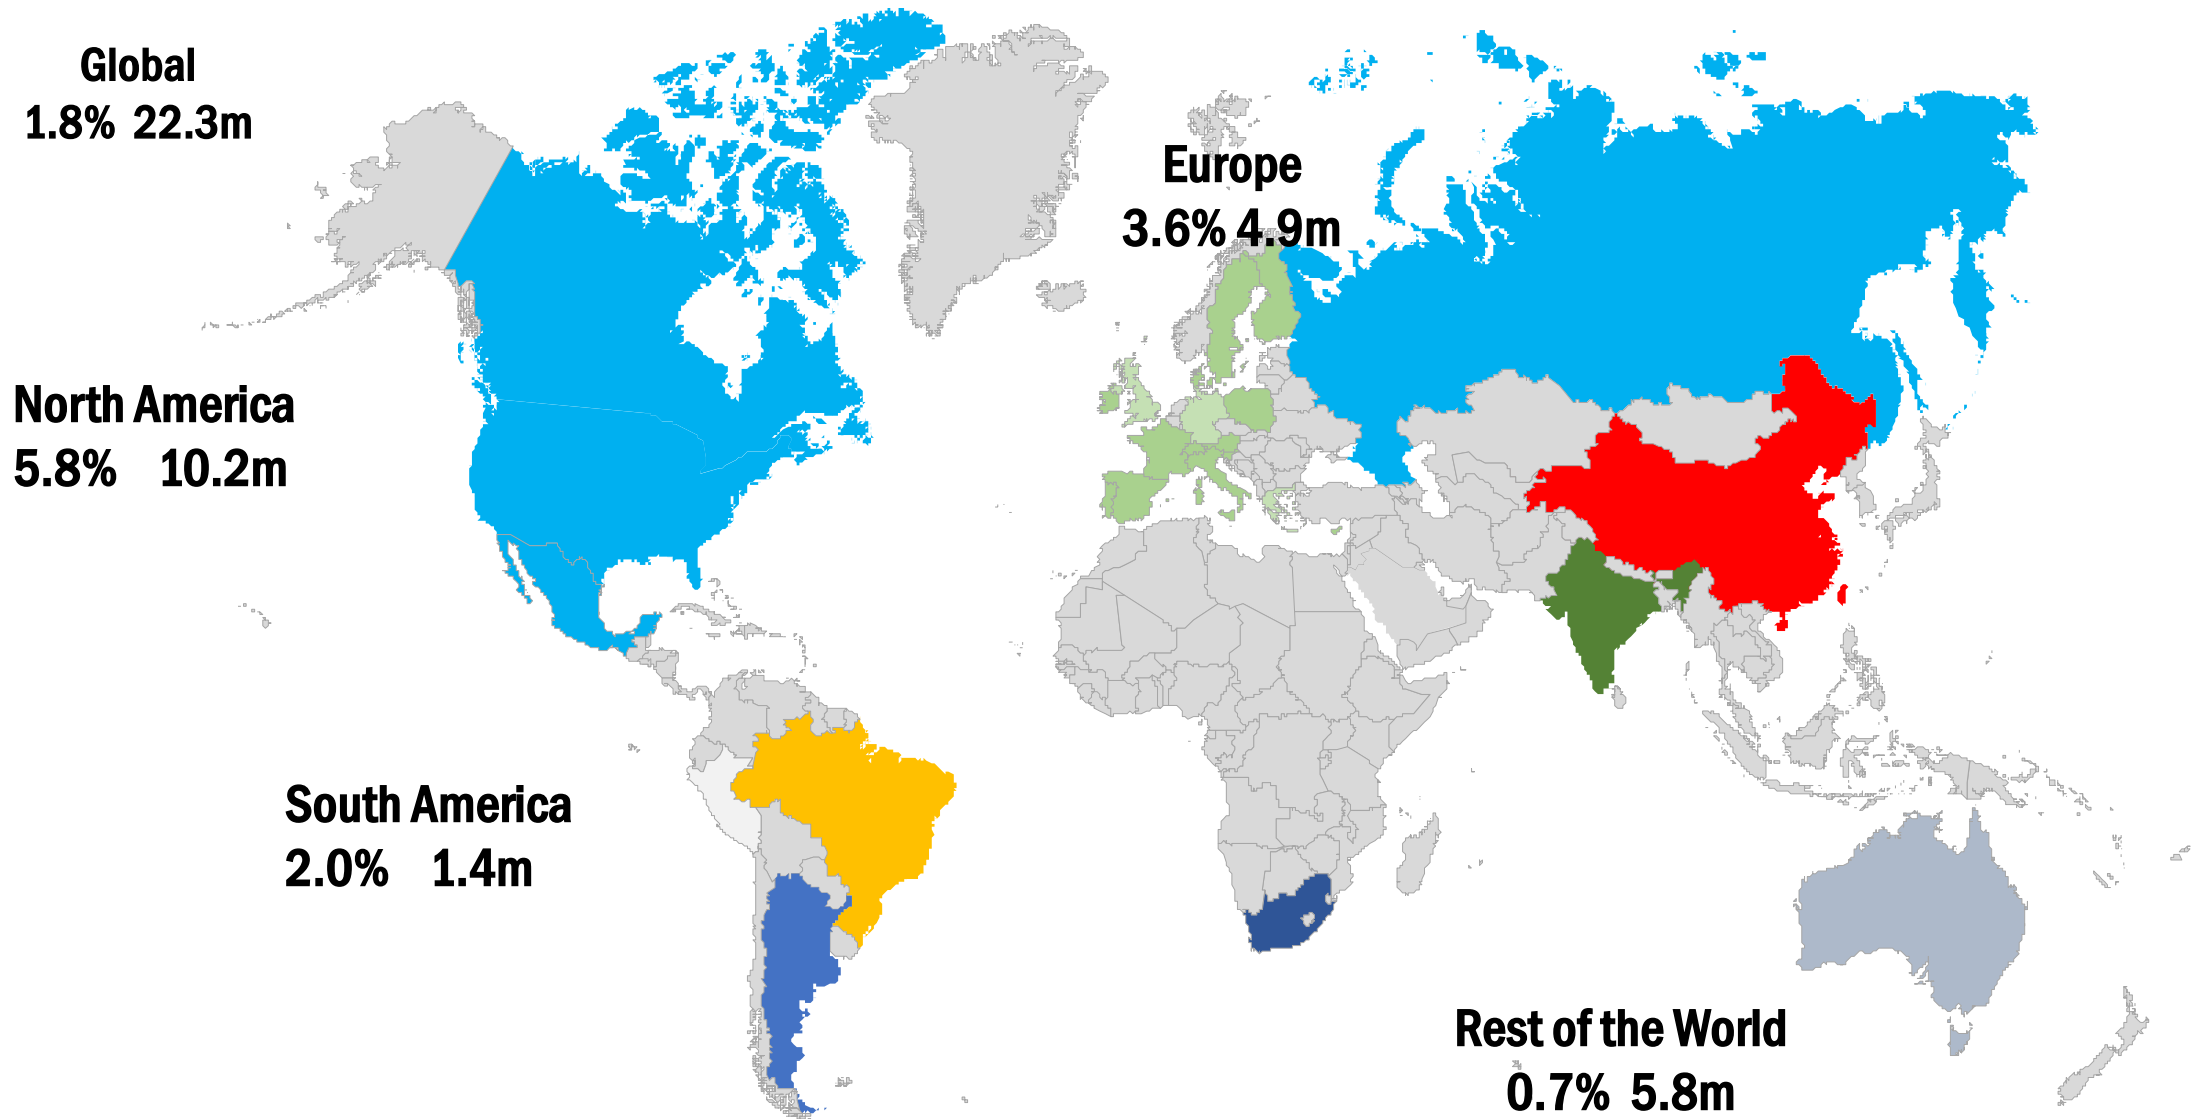 Global
1.8% 22.3m
Europe
3.6% 4.9m
North America
5.8% 10.2m
South America
2.0% 1.4m
Rest of the World
0.7% 5.8m